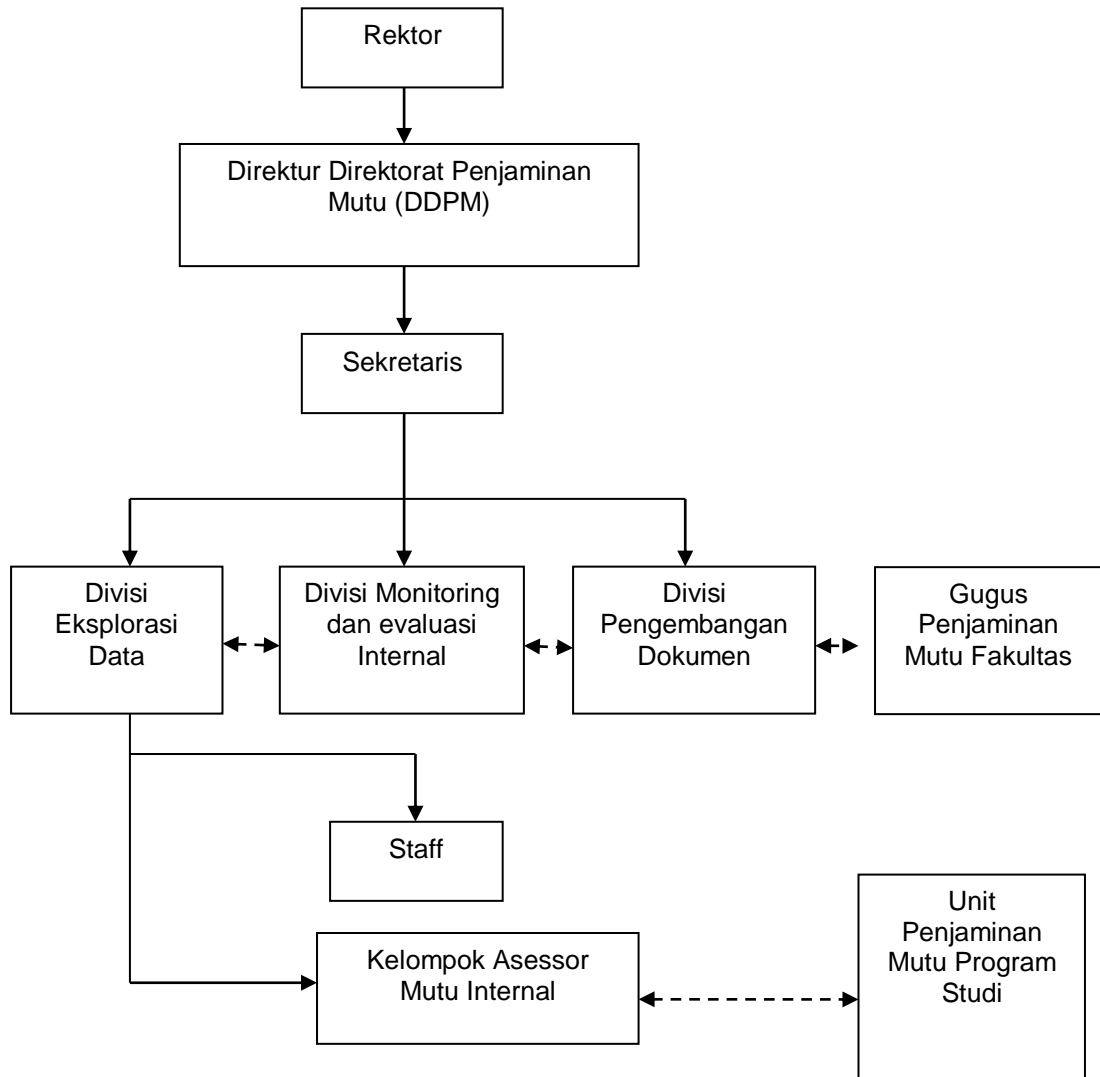 Rektor
Direktur Direktorat Penjaminan
Mutu (DDPM)
Sekretaris
Divisi
Eksplorasi
Data
Divisi Monitoring
dan evaluasi
Internal
Divisi
Pengembangan
Dokumen
Gugus
Penjaminan
Mutu Fakultas
Staff
Kelompok Asessor
Mutu Internal
Unit
Penjaminan
Mutu Program
Studi